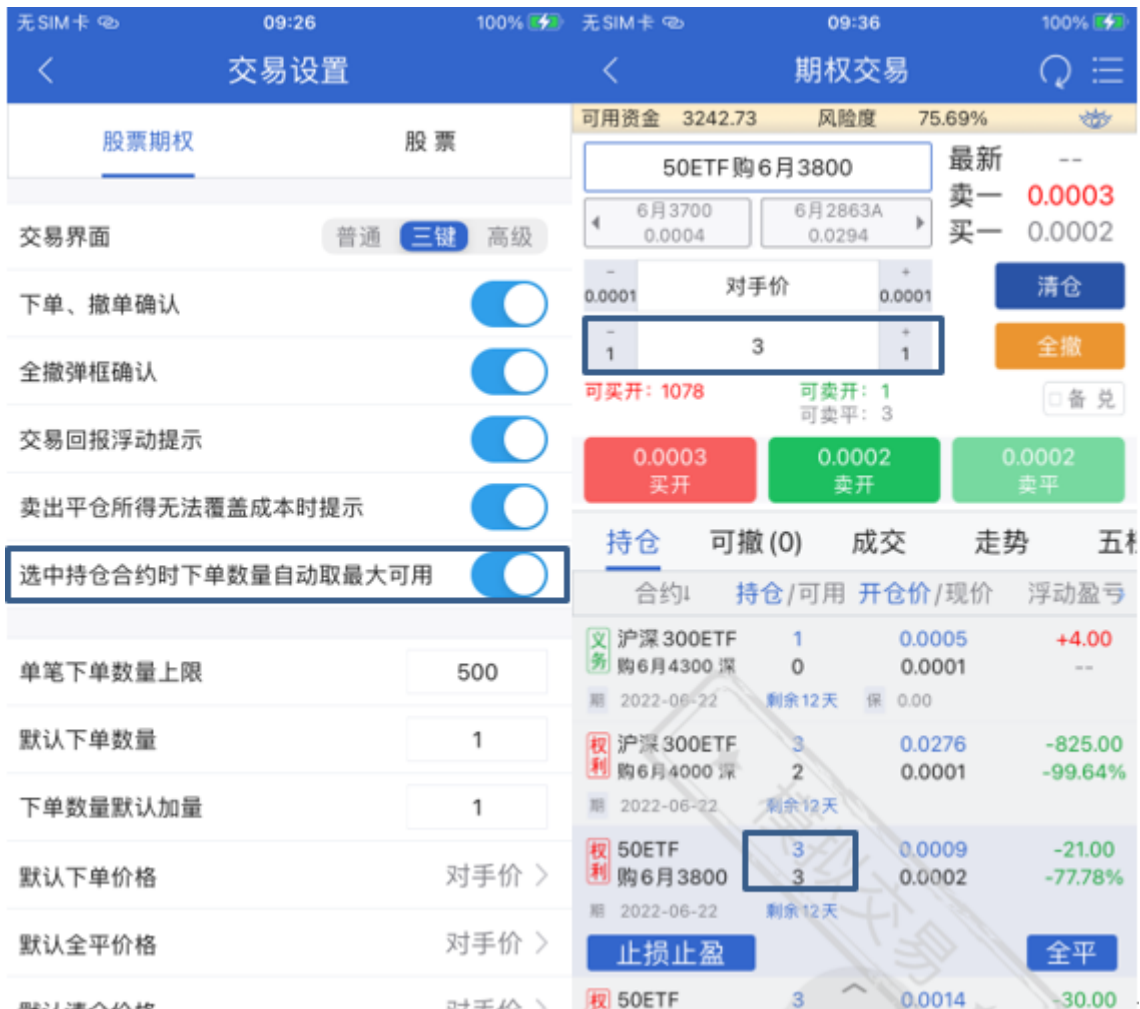 无SIM卡 09:26 100%
交易设置
股票期权 股 票
交易界面 普通 三键 高级
下单、撤单确认
全撤弹框确认
交易回报浮动提示
卖出平仓所得无法覆盖成本时提示
选中持仓合约时下单数量自动取最大可用
单笔下单数量上限 500
默认下单数量 1
下单数量默认加量 1
默认下单价格 对手价
默认全平价格 对手价
默认清仓价格 对手价
无SIM卡 09:36 100%
期权交易
可用资金 3242.73 风险度 75.69%
50ETF购6月3800
最新 --
卖一 0.0003
买一 0.0002
6月3700 6月2863A
0.0004 0.0294
- 对手价 +
0.0001 0.0001
清仓
- 3 +
1 1
全撤
可买开: 1078 可卖开: 1
可卖平: 3
备 兑
0.0003 0.0002 0.0002
买开 卖开 卖平
持仓 可撤(0) 成交 走势 五
合约↓ 持仓/可用 开仓价/现价 浮动盈亏
义务 沪深300ETF 1 0.0005 +4.00
购6月4300 深 0 0.0001 --
期 2022-06-22 剩余12天 保 0.00
权利 沪深300ETF 3 0.0276 -825.00
购6月4000 深 2 0.0001 -99.64%
期 2022-06-22 剩余12天
权利 50ETF 3 0.0009 -21.00
购6月3800 3 0.0002 -77.78%
期 2022-06-22 剩余12天
止损止盈 全平
权 50ETF 3 0.0014 -30.00
模拟交易